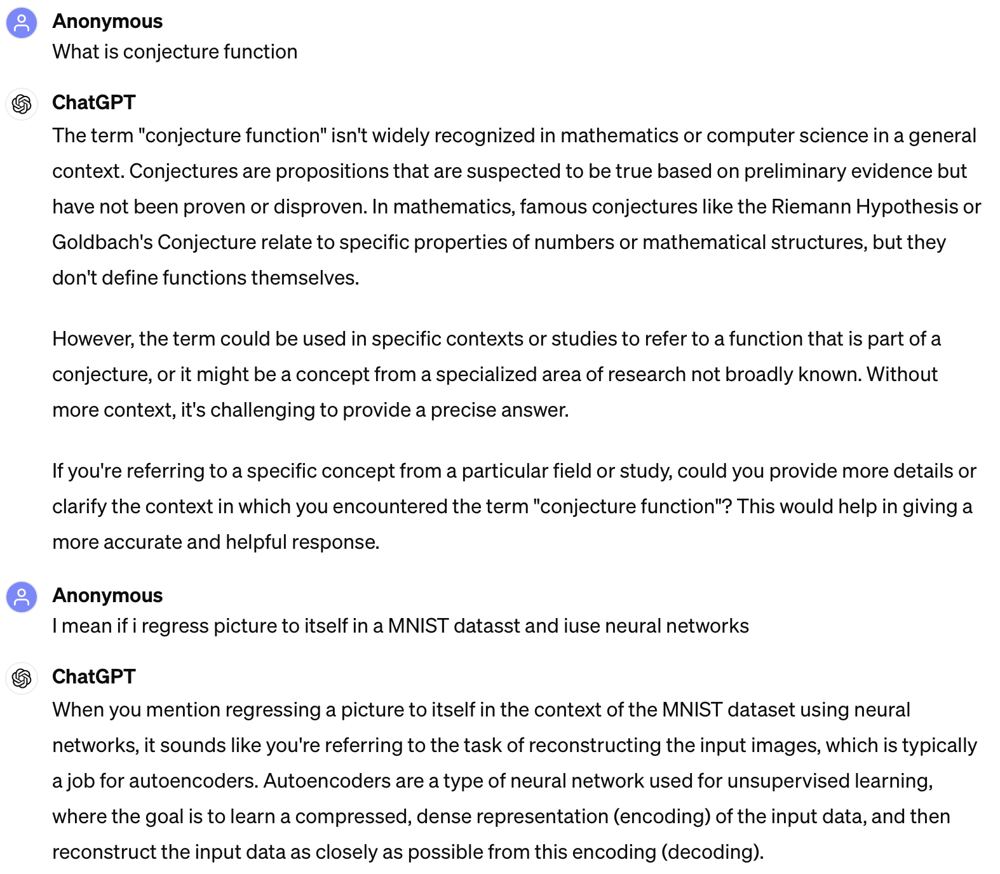 Anonymous
What is conjecture function
ChatGPT
The term "conjecture function" isn't widely recognized in mathematics or computer science in a general
context. Conjectures are propositions that are suspected to be true based on preliminary evidence but
have not been proven or disproven. In mathematics, famous conjectures like the Riemann Hypothesis or
Goldbach's Conjecture relate to specific properties of numbers or mathematical structures, but they
don't define functions themselves.
However, the term could be used in specific contexts or studies to refer to a function that is part of a
conjecture, or it might be a concept from a specialized area of research not broadly known. Without
more context, it's challenging to provide a precise answer.
If you're referring to a specific concept from a particular field or study, could you provide more details or
clarify the context in which you encountered the term "conjecture function"? This would help in giving a
more accurate and helpful response.
Anonymous
I mean if i regress picture to itself in a MNIST datasst and iuse neural networks
ChatGPT
When you mention regressing a picture to itself in the context of the MNIST dataset using neural
networks, it sounds like you're referring to the task of reconstructing the input images, which is typically
a job for autoencoders. Autoencoders are a type of neural network used for unsupervised learning,
where the goal is to learn a compressed, dense representation (encoding) of the input data, and then
reconstruct the input data as closely as possible from this encoding (decoding).